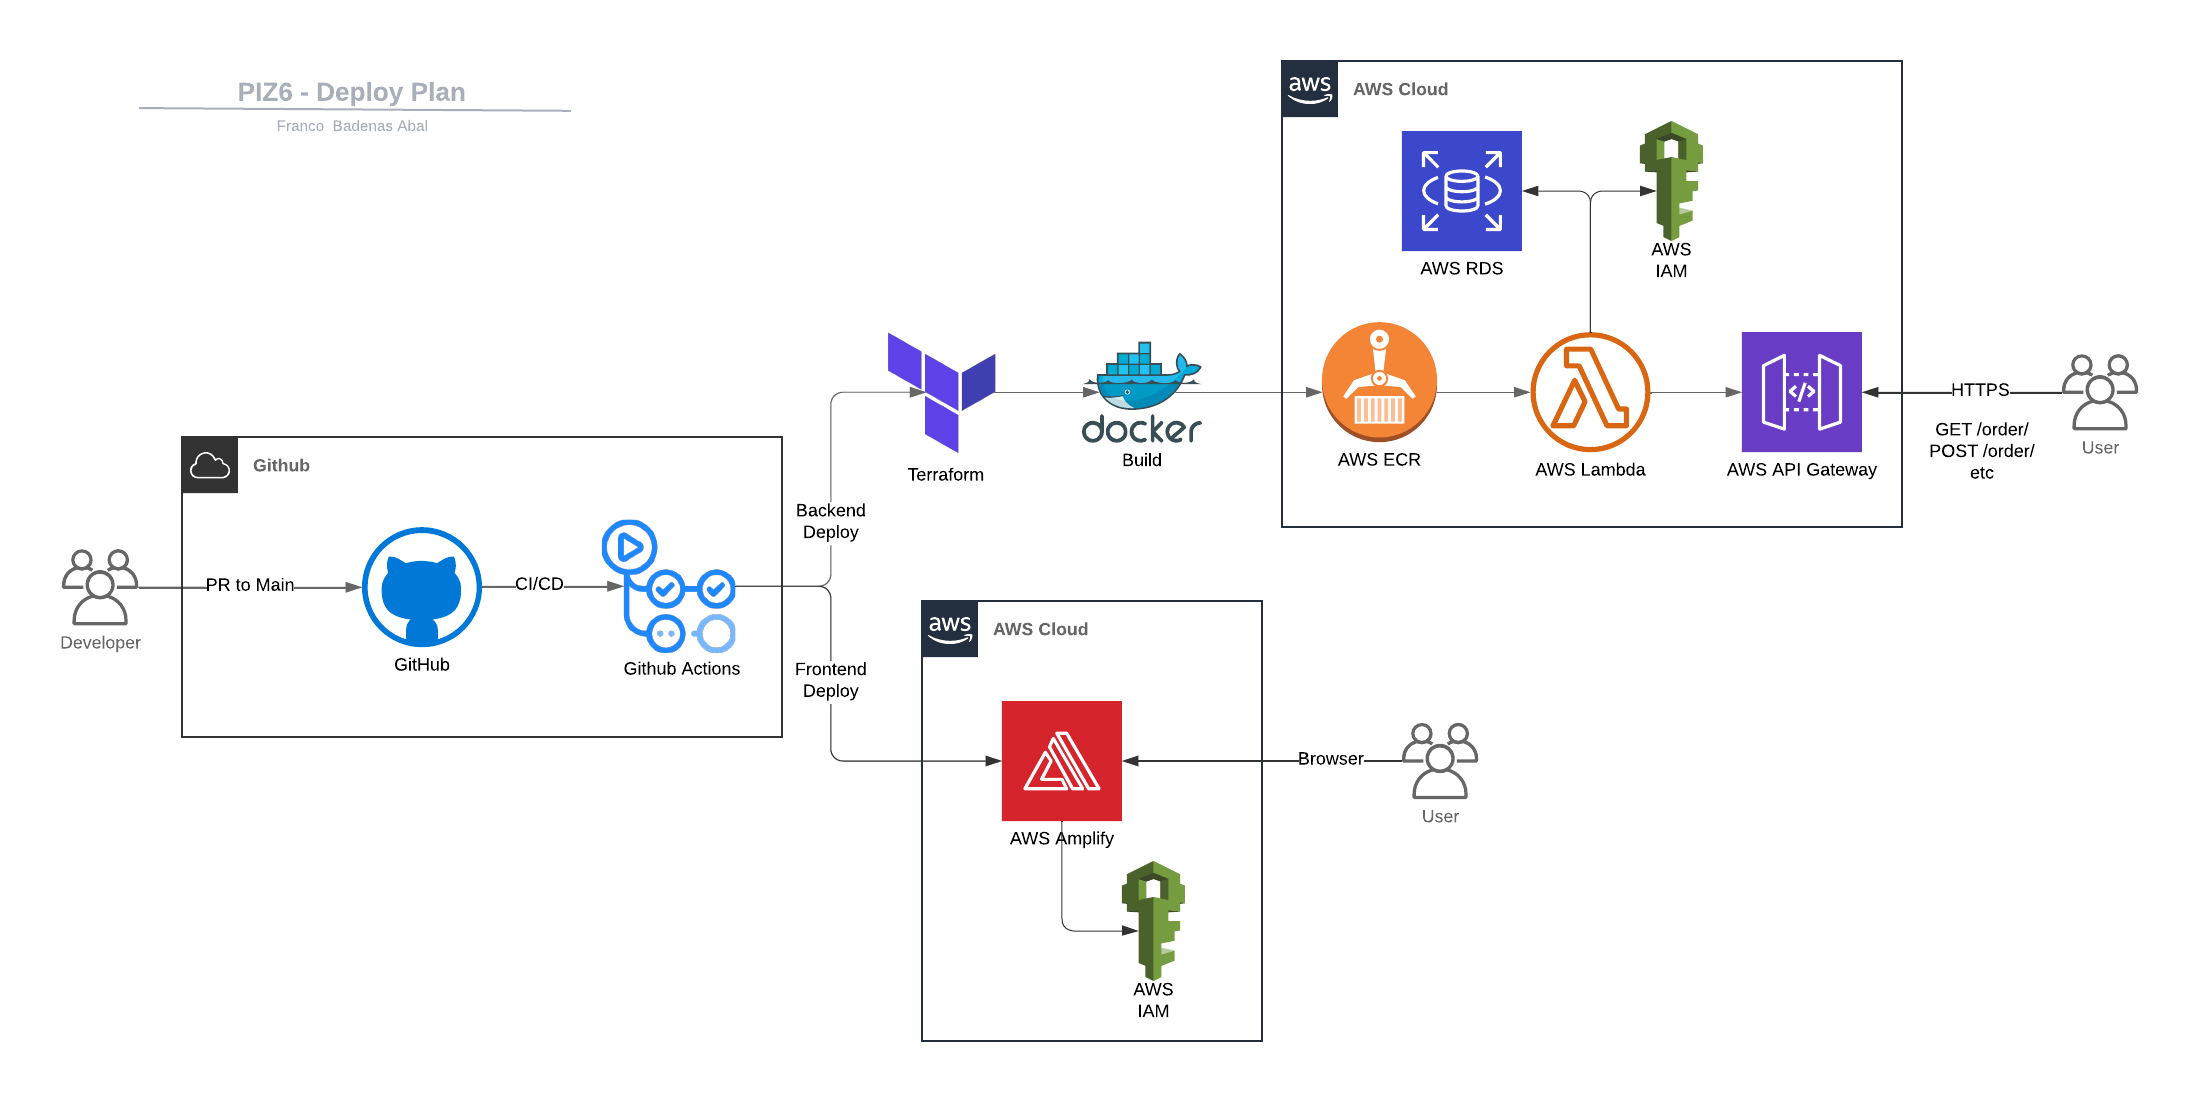 PIZ6 - Deploy Plan
Franco Badenas Abal
aws
AWS Cloud
AWS RDS
AWS
IAM
Terraform
docker
Build
AWS ECR
AWS Lambda
AWS API Gateway
HTTPS
GET /order/
POST /order/
etc
User
Github
Backend
Deploy
Developer
PR to Main
GitHub
CI/CD
Github Actions
Frontend
Deploy
aws
AWS Cloud
AWS Amplify
Browser
User
AWS
IAM